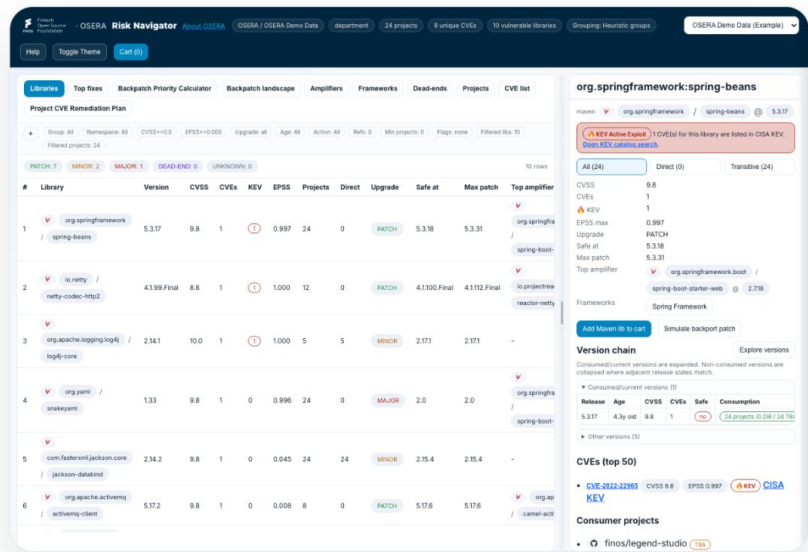 FINOS
Fintech
Open Source
Foundation
- OSERA Risk Navigator About OSERA OSERA / OSERA Demo Data department 24 projects 9 unique CVEs 10 vulnerable libraries Grouping: Heuristic groups OSERA Demo Data (Example)
Help Toggle Theme Cart (0)
Libraries Top fixes Backpatch Priority Calculator Backpatch landscape Amplifiers Frameworks Dead-ends Projects CVE list
Project CVE Remediation Plan
+ Group: All Namespace: All CVSS>=0.0 EPSS>=0.000 Upgrade: all Age: All Action: All Refs: 0 Min projects: 0 Flags: none Filtered libs: 10
Filtered projects: 24
PATCH: 7 MINOR: 2 MAJOR: 1 DEAD-END: 0 UNKNOWN: 0 10 rows
# Library Version CVSS CVEs KEV EPSS Projects Direct Upgrade Safe at Max patch Top amplifier
1 org.springframework / spring-beans 5.3.17 9.8 1 1 0.997 24 0 PATCH 5.3.18 5.3.31 org.springfra / spring-boot-
2 io.netty / netty-codec-http2 4.1.99.Final 8.6 1 1 1.000 12 0 PATCH 4.1.100.Final 4.1.112.Final io.projectrea / reactor-netty
3 org.apache.logging.log4j / log4j-core 2.14.1 10.0 1 1 1.000 5 5 MINOR 2.17.1 2.17.1 -
4 org.yaml / snakeyaml 1.33 9.8 1 0 0.996 24 0 MAJOR 2.0 2.0 org.springfra / spring-boot-
5 com.fasterxml.jackson.core / jackson-databind 2.14.2 9.8 1 0 0.045 24 24 MINOR 2.15.4 2.15.4 -
6 org.apache.activemq / activemq-client 5.17.2 9.8 1 0 0.008 8 0 PATCH 5.17.6 5.17.6 org.ap / camel-acti
org.springframework:spring-beans
maven org.springframework / spring-beans @ 5.3.17
KEV Active Exploit 1 CVE(s) for this library are listed in CISA KEV.
Open KEV catalog search.
All (24) Direct (0) Transitive (24)
CVSS 9.8
CVEs 1
KEV 1
EPSS max 0.997
Upgrade PATCH
Safe at 5.3.18
Max patch 5.3.31
Top amplifier org.springframework.boot /
spring-boot-starter-web @ 2.7.18
Frameworks Spring Framework
Add Maven lib to cart Simulate backport patch
Version chain Explore versions
Consumed/current versions are expanded. Non-consumed versions are
collapsed where adjacent release states match.
▼ Consumed/current versions (1)
Release Age CVSS CVEs Safe Consumption
5.3.17 4.3y old 9.8 1 no 24 projects (0 DIR / 24 TRA
▶ Other versions (5)
CVEs (top 50)
• CVE-2022-22965 CVSS 9.8 EPSS 0.997 KEV CISA
KEV
Consumer projects
• finos/legend-studio TRA